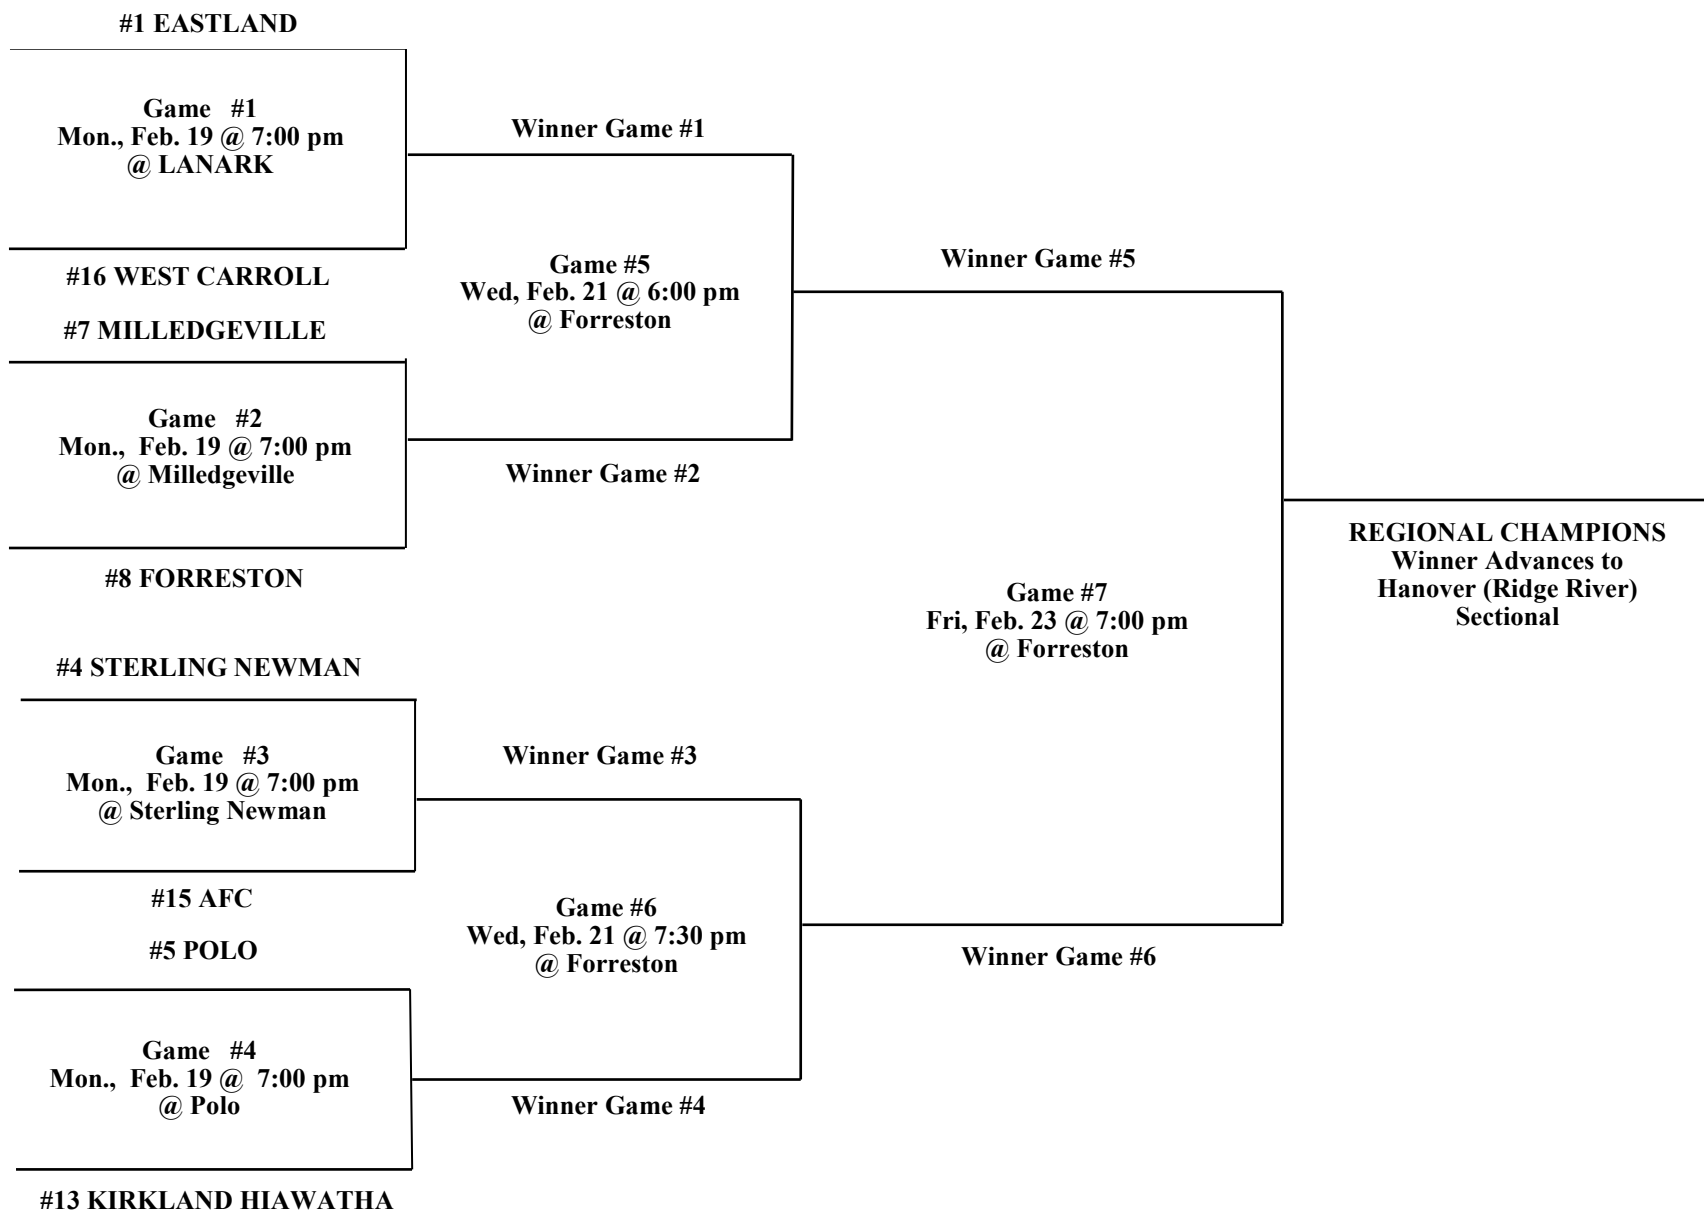 #1 EASTLAND
Game #1
Mon., Feb. 19 @ 7:00 pm
@ LANARK
#16 WEST CARROLL
#7 MILLEDGEVILLE
Game #2
Mon., Feb. 19 @ 7:00 pm
@ Milledgeville
#8 FORRESTON
#4 STERLING NEWMAN
Game #3
Mon., Feb. 19 @ 7:00 pm
@ Sterling Newman
#15 AFC
#5 POLO
Game #4
Mon., Feb. 19 @ 7:00 pm
@ Polo
#13 KIRKLAND HIAWATHA
Winner Game #1
Game #5
Wed, Feb. 21 @ 6:00 pm
@ Forreston
Winner Game #2
Winner Game #3
Game #6
Wed, Feb. 21 @ 7:30 pm
@ Forreston
Winner Game #4
Winner Game #5
Game #7
Fri, Feb. 23 @ 7:00 pm
@ Forreston
Winner Game #6
REGIONAL CHAMPIONS
Winner Advances to
Hanover (Ridge River)
Sectional